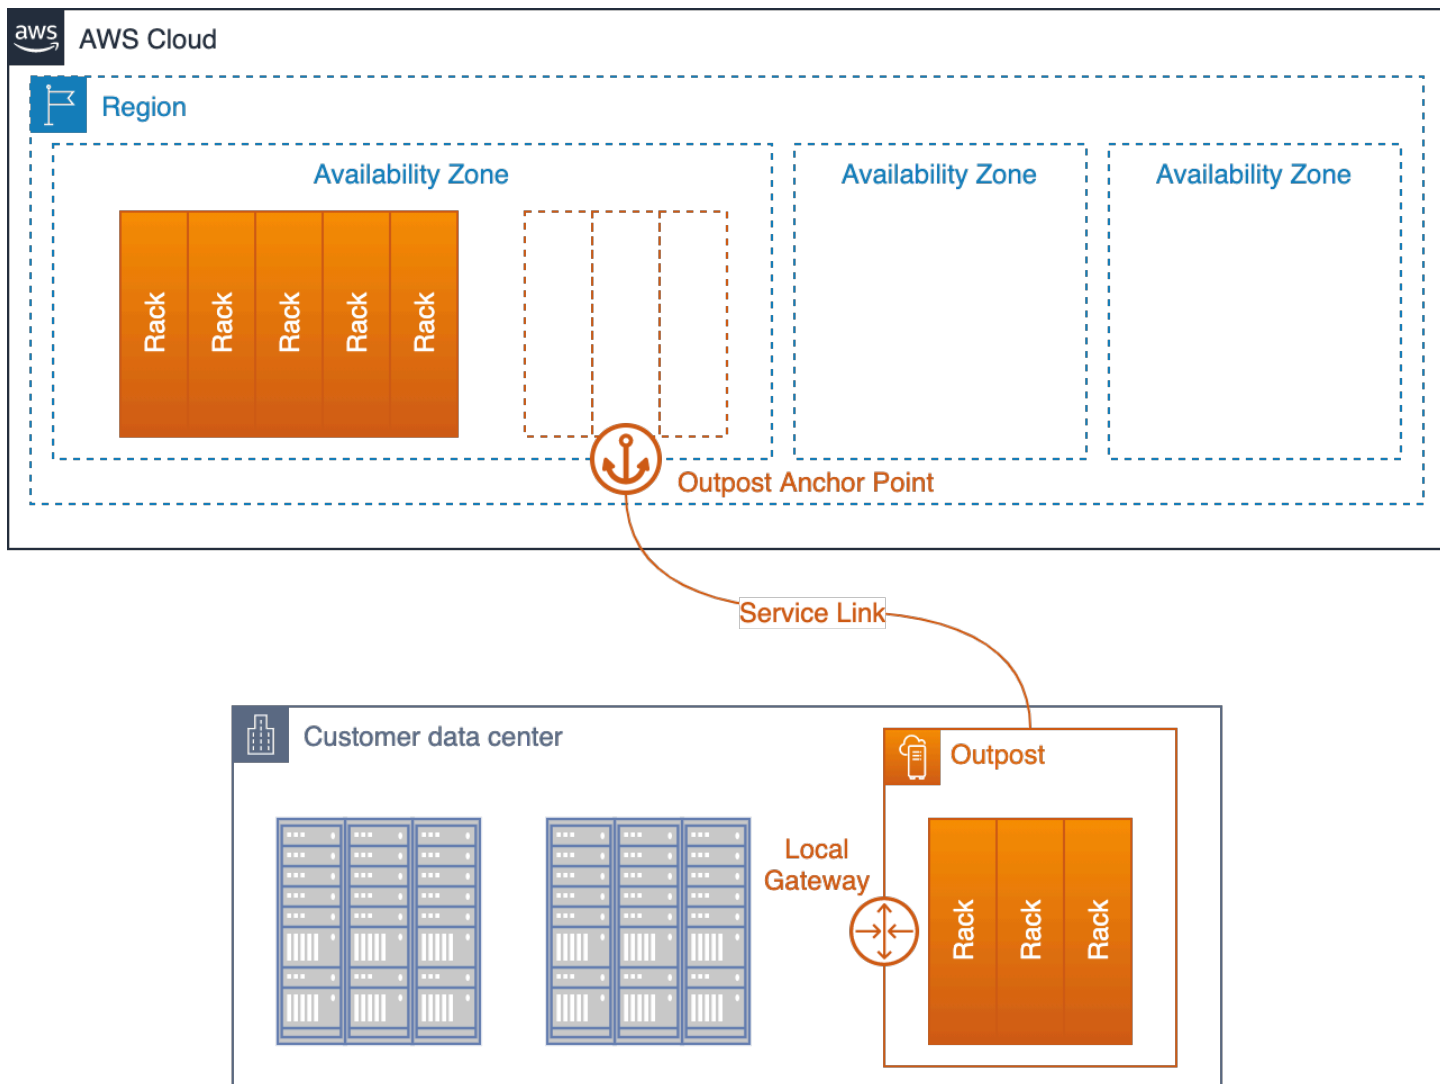 aws
AWS Cloud
Region
Availability Zone
Availability Zone
Availability Zone
Rack
Rack
Rack
Rack
Rack
Outpost Anchor Point
Service Link
Customer data center
Outpost
Local
Gateway
Rack
Rack
Rack